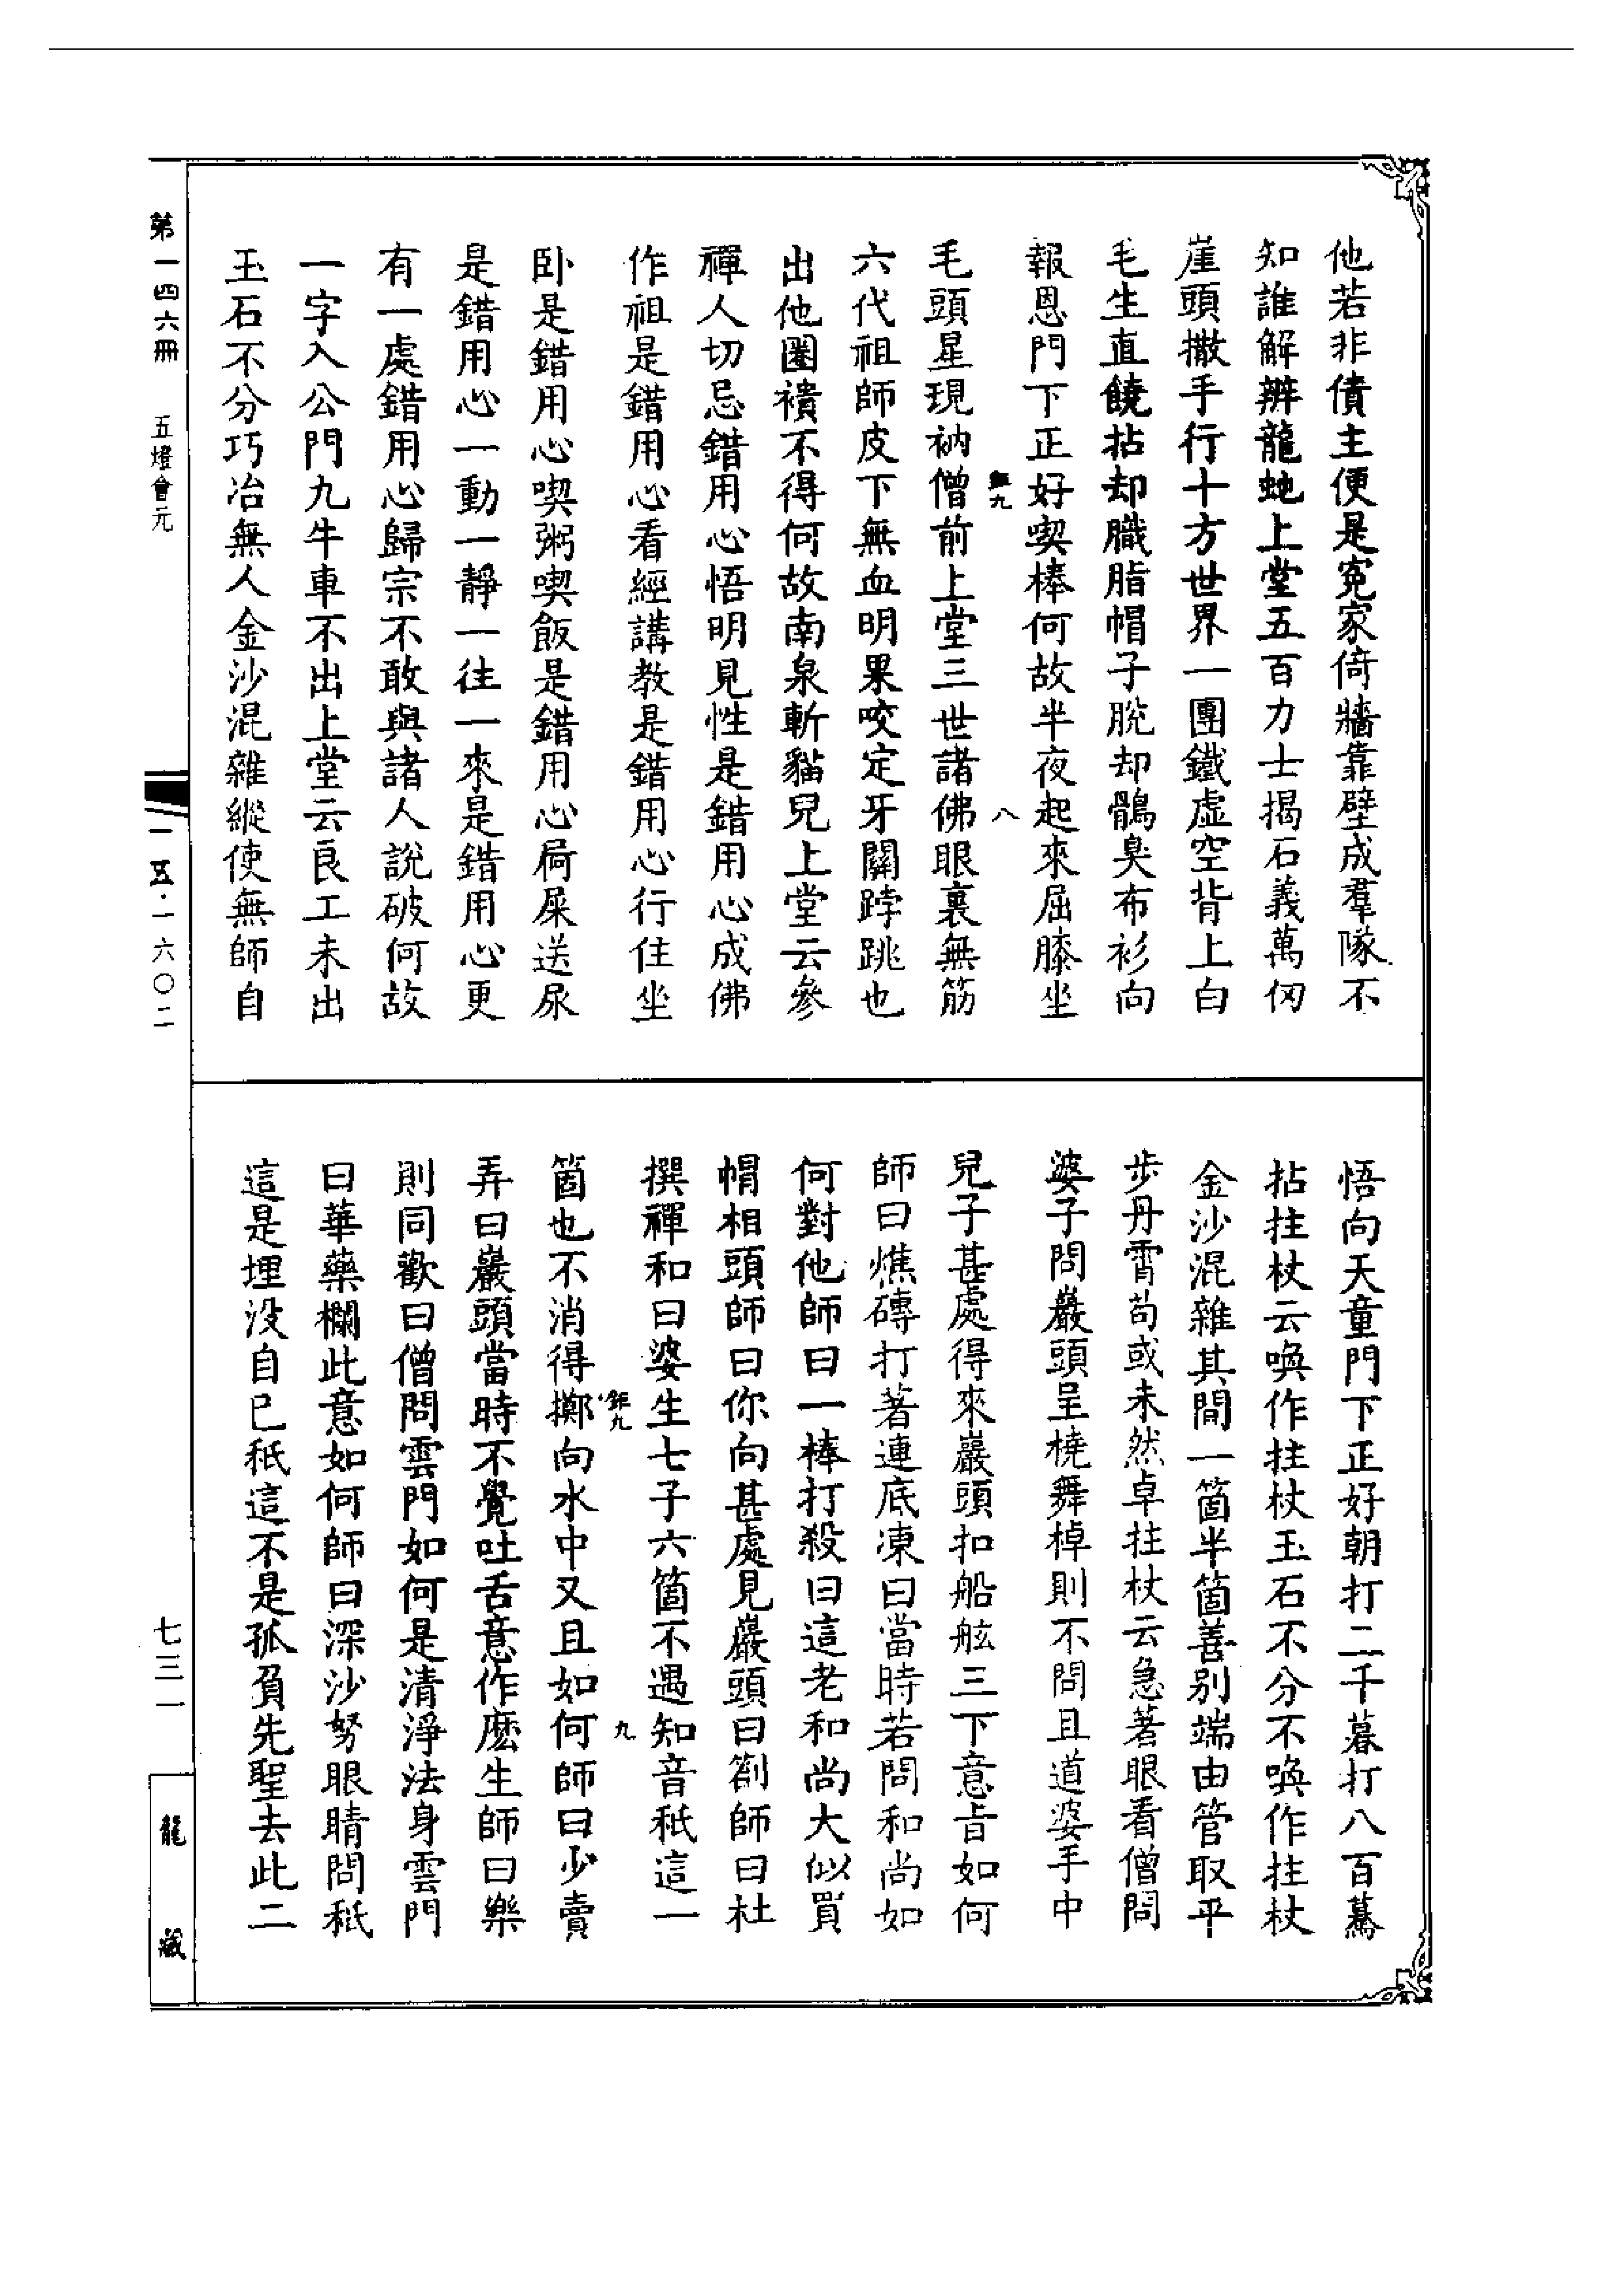 他若非債主便是寃家倚牆靠壁成羣隊不
知誰解辨龍虵上堂五百力士揭石義萬仞
崖頭撒手行十方世界一團鐵虛空背上白
毛生直饒拈却膱脂帽子脫却鶻臭布衫向
報恩門下正好喫棒何故半夜起來屈膝坐
鉅九 八
毛頭星現衲僧前上堂三世諸佛眼裏無筋
六代祖師皮下無血明果咬定牙關踍跳也
出他圈䙡不得何故南泉斬貓兒上堂云參
禪人切忌錯用心悟明見性是錯用心成佛
作祖是錯用心看經講教是錯用心行住坐
卧是錯用心喫粥喫飯是錯用心屙屎送尿
是錯用心一動一靜一往一來是錯用心更
有一處錯用心歸宗不敢與諸人說破何故
一字入公門九牛車不出上堂云良工未出
玉石不分巧冶無人金沙混雜縱使無師自
悟向天童門下正好朝打三千暮打八百驀
拈拄杖云喚作拄杖玉石不分不喚作拄杖
金沙混雜其間一箇半箇善別端由管取平
步丹霄苟或未然卓拄杖云急著眼看僧問
婆子問巖頭呈橈舞棹則不問且道婆手中
兒子甚處得來巖頭扣船舷三下意旨如何
師曰燋磚打著連底凍曰當時若問和尚如
何對他師曰一棒打殺曰這老和尚大似買
帽相頭師曰你向甚處見巖頭曰劄師曰杜
撰禪和曰婆生七子六箇不遇知音秖這一
鉅九 九
箇也不消得擲向水中又且如何師曰少賣
弄曰巖頭當時不覺吐舌意作麽生師曰樂
則同歡曰僧問雲門如何是清淨法身雲門
曰華藥欄此意如何師曰深沙努眼睛問秖
這是埋没自己秖這不是孤負先聖去此二
第一四六冊 五燈會元
一五·一六〇二
七三一
龍藏